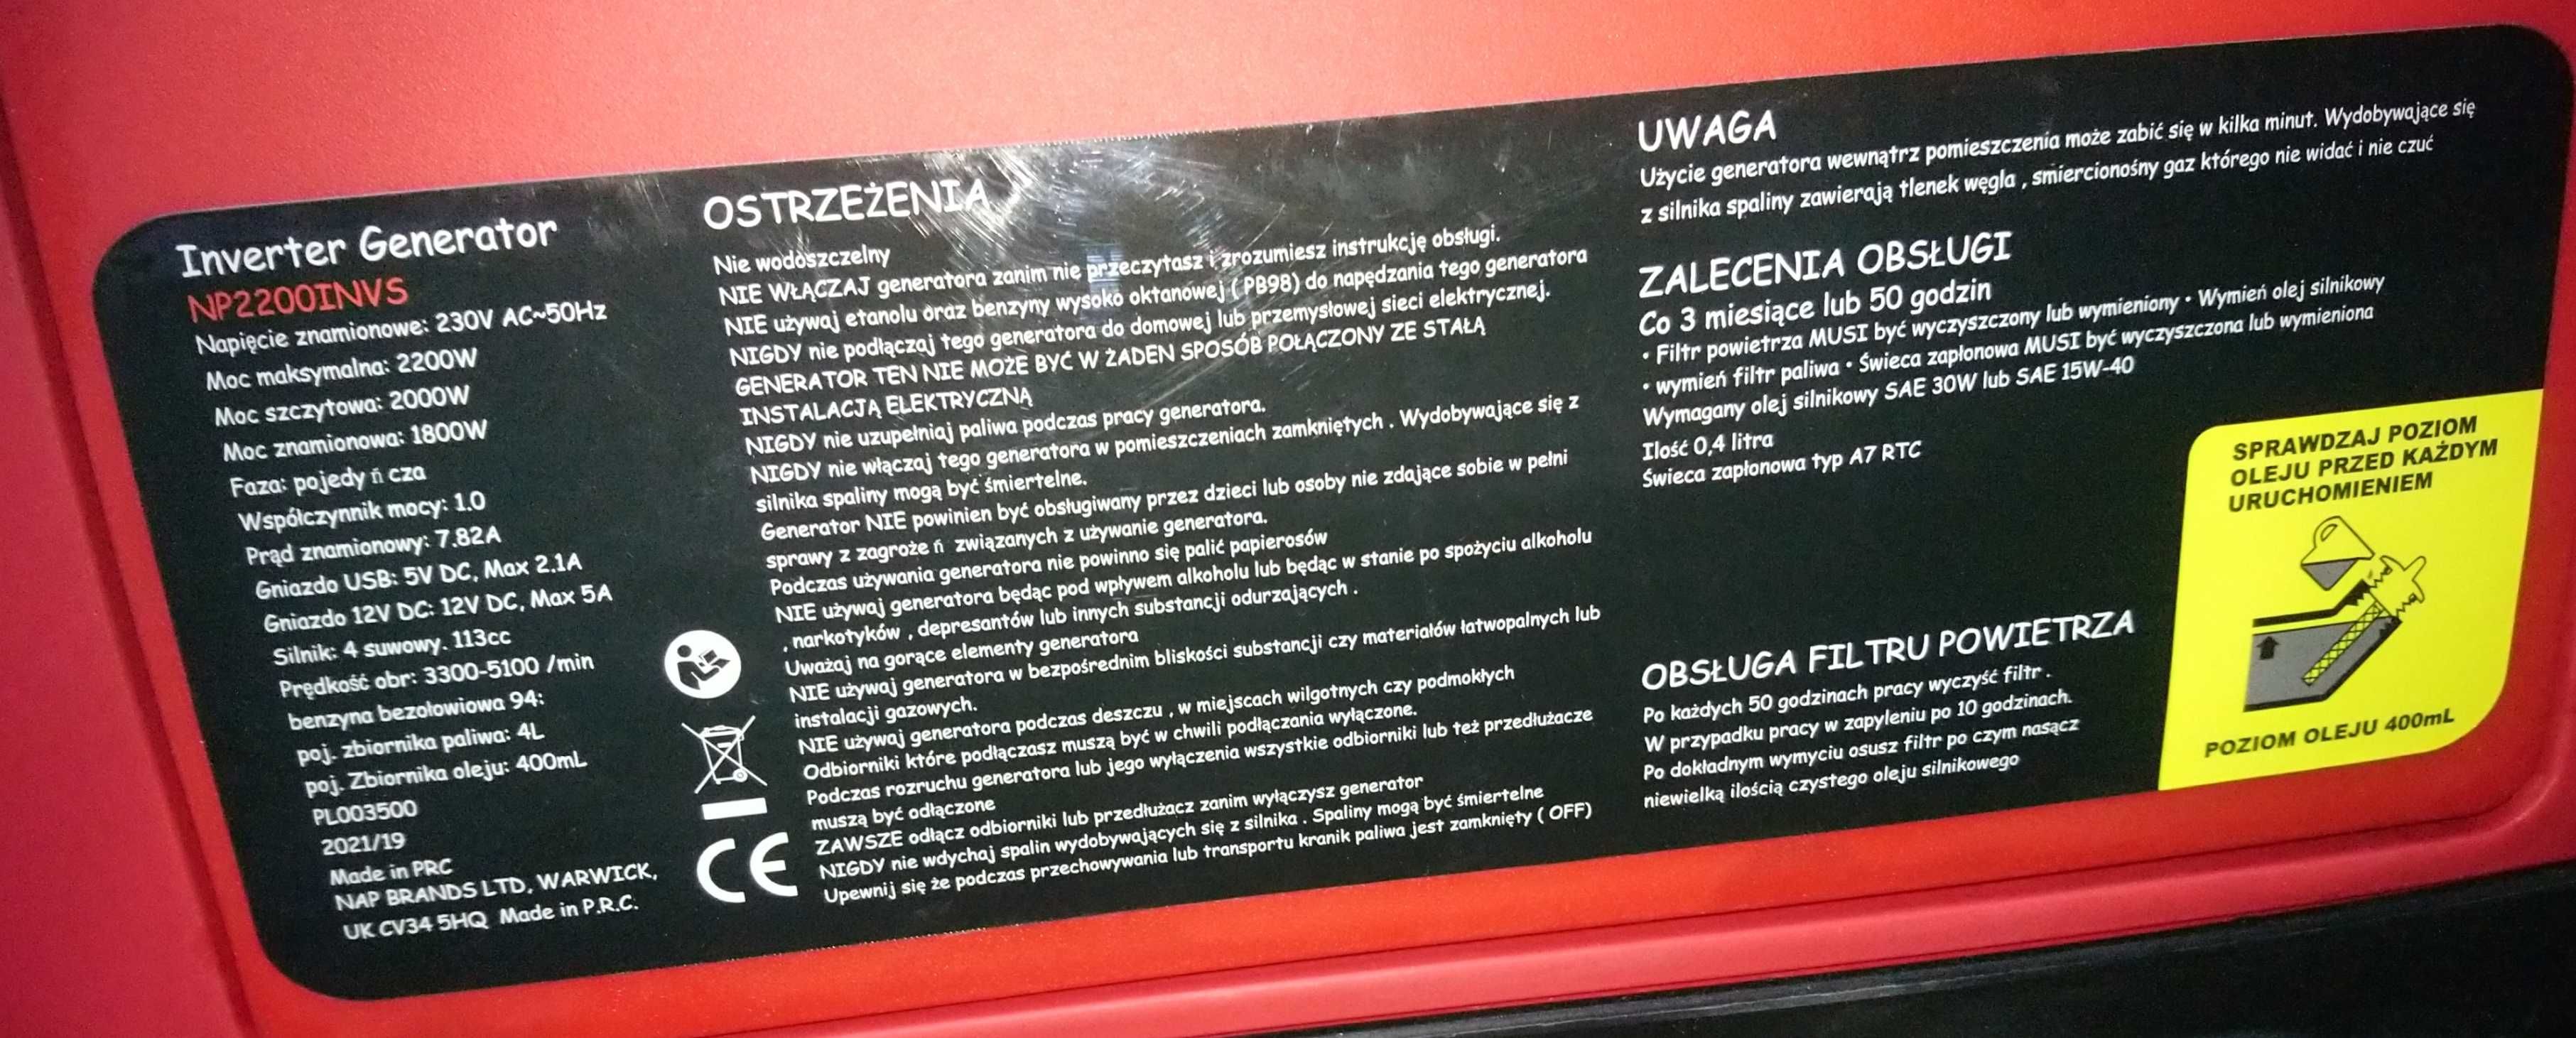 Inverter Generator
NP2200INVS
Napięcie znamionowe: 230V AC~50Hz
Moc maksymalna: 2200W
Moc szczytowa: 2000W
Moc znamionowa: 1800W
Faza: pojedy ń cza
Współczynnik mocy: 1.0
Prąd znamionowy: 7.82A
Gniazdo USB: 5V DC, Max 2.1A
Gniazdo 12V DC: 12V DC, Max 5A
Silnik: 4 suwowy. 113cc
Prędkość obr: 3300-5100 /min
benzyna bezołowiowa 94:
poj. zbiornika paliwa: 4L
poj. Zbiornika oleju: 400mL
PL003500
2021/19
Made in PRC
NAP BRANDS LTD, WARWICK,
UK CV34 5HQ Made in P.R.C.
OSTRZEŻENIA
Nie wodoszczelny
NIE WŁĄCZAJ generatora zanim nie przeczytasz i zrozumiesz instrukcję obsługi.
NIE używaj etanolu oraz benzyny wysoko oktanowej ( PB98) do napędzania tego generatora
NIGDY nie podłączaj tego generatora do domowej lub przemysłowej sieci elektrycznej.
GENERATOR TEN NIE MOŻE BYĆ W ŻADEN SPOSÓB POŁĄCZONY ZE STAŁĄ
INSTALACJĄ ELEKTRYCZNĄ
NIGDY nie uzupełniaj paliwa podczas pracy generatora.
NIGDY nie włączaj tego generatora w pomieszczeniach zamkniętych . Wydobywające się z
silnika spaliny mogą być śmiertelne.
Generator NIE powinien być obsługiwany przez dzieci lub osoby nie zdające sobie w pełni
sprawy z zagroże ń związanych z używanie generatora.
Podczas używania generatora nie powinno się palić papierosów
NIE używaj generatora będąc pod wpływem alkoholu lub będąc w stanie po spożyciu alkoholu
, narkotyków , depresantów lub innych substancji odurzających .
Uważaj na gorące elementy generatora
NIE używaj generatora w bezpośrednim bliskości substancji czy materiałów łatwopalnych lub
instalacji gazowych.
NIE używaj generatora podczas deszczu , w miejscach wilgotnych czy podmokłych
Odbiorniki które podłączasz muszą być w chwili podłączania wyłączone.
Podczas rozruchu generatora lub jego wyłączenia wszystkie odbiorniki lub też przedłużacze
muszą być odłączone
ZAWSZE odłącz odbiorniki lub przedłużacz zanim wyłączysz generator
NIGDY nie wdychaj spalin wydobywających się z silnika . Spaliny mogą być śmiertelne
Upewnij się że podczas przechowywania lub transportu kranik paliwa jest zamknięty ( OFF)
CE
UWAGA
Użycie generatora wewnątrz pomieszczenia może zabić się w kilka minut. Wydobywające się
z silnika spaliny zawierają tlenek węgla , smiercionośny gaz którego nie widać i nie czuć
ZALECENIA OBSŁUGI
Co 3 miesiące lub 50 godzin
• Filtr powietrza MUSI być wyczyszczony lub wymieniony • Wymień olej silnikowy
• wymień filtr paliwa • Świeca zapłonowa MUSI być wyczyszczona lub wymieniona
Wymagany olej silnikowy SAE 30W lub SAE 15W-40
Ilość 0,4 litra
Świeca zapłonowa typ A7 RTC
OBSŁUGA FILTRU POWIETRZA
Po każdych 50 godzinach pracy wyczyść filtr .
W przypadku pracy w zapyleniu po 10 godzinach.
Po dokładnym wymyciu osusz filtr po czym nasącz
niewielką ilością czystego oleju silnikowego
SPRAWDZAJ POZIOM
OLEJU PRZED KAŻDYM
URUCHOMIENIEM
POZIOM OLEJU 400mL